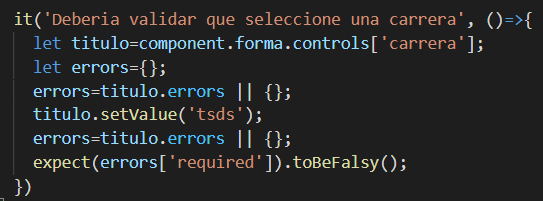 it('Deberia validar que seleccione una carrera', ()=>{
let titulo=component.forma.controls['carrera'];
let errors={};
errors=titulo.errors || {};
titulo.setValue('tsds');
errors=titulo.errors || {};
expect(errors['required']).toBeFalsy();
})